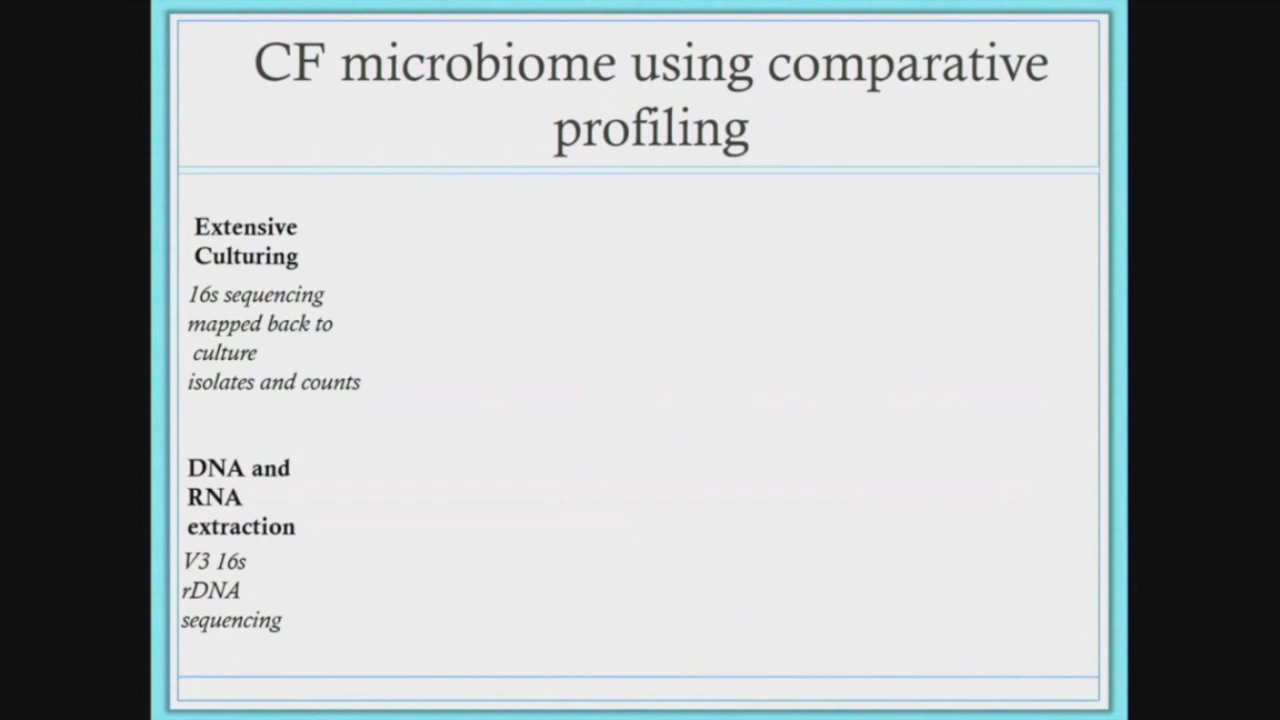 CF microbiome using comparative
profiling
Extensive
Culturing
16s sequencing
mapped back to
culture
isolates and counts
DNA and
RNA
extraction
V3 16s
rDNA
sequencing